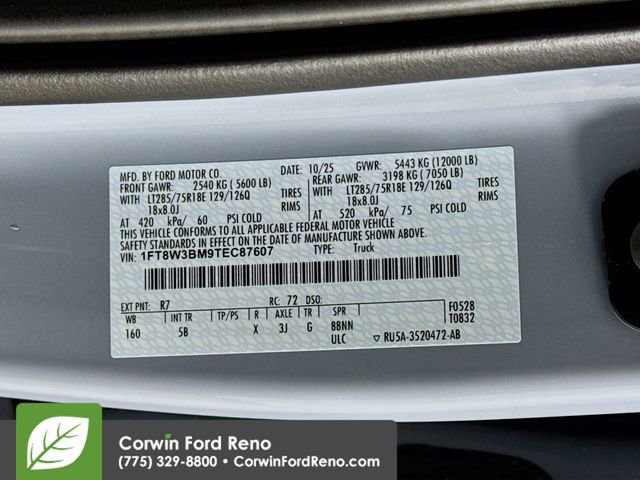 MFD. BY FORD MOTOR CO. DATE: 10/25 GVWR: 5443 KG (12000 LB)
FRONT GAWR: 2540 KG (5600 LB) REAR GAWR: 3198 KG (7050 LB)
WITH LT285/75R18E 129/126Q TIRES WITH LT285/75R18E 129/126Q TIRES
18x8.0J RIMS 18x8.0J RIMS
AT 420 kPa/ 60 PSI COLD AT 520 kPa/ 75 PSI COLD
THIS VEHICLE CONFORMS TO ALL APPLICABLE FEDERAL MOTOR VEHICLE
SAFETY STANDARDS IN EFFECT ON THE DATE OF MANUFACTURE SHOWN ABOVE.
VIN: 1FT8W3BM9TEC87607 TYPE: Truck
EXT PNT: R7 RC: 72 DSO: F0528
WB INT TR TP/PS R AXLE TR SPR T0832
160 5B X 3J G 88NN
ULC ▽ RU5A-3520472-AB
Corwin Ford Reno
(775) 329-8800 • CorwinFordReno.com